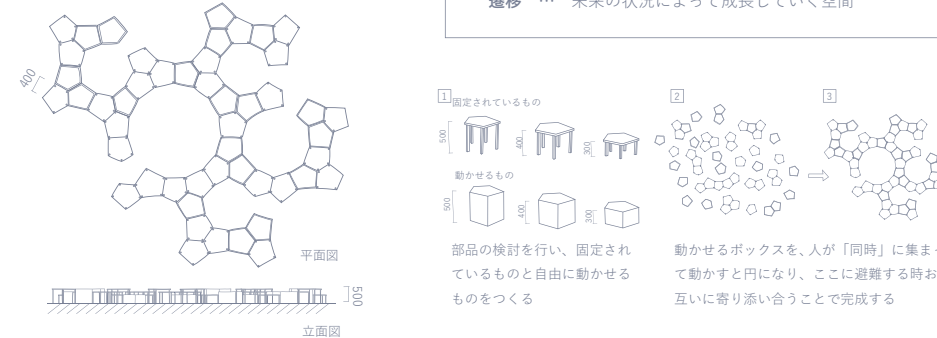 遷移 … 未来の状況によって成長していく空間
400
平面図
500
立面図
1
固定されているもの
500
400
300
動かせるもの
500
400
300
部品の検討を行い、固定され
ているものと自由に動かせる
ものをつくる
2
3
動かせるボックスを、人が「同時」に集まっ
て動かすと円になり、ここに避難する時お
互いに寄り添い合うことで完成する